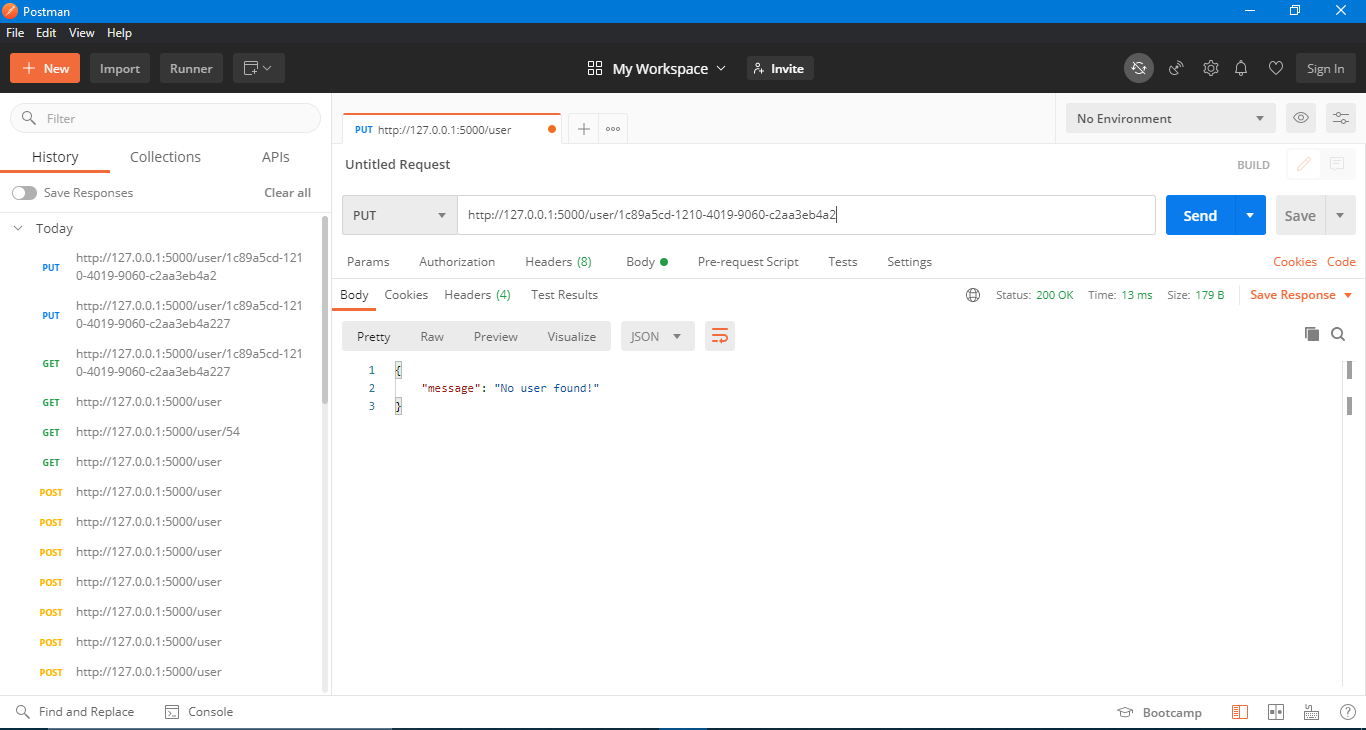 Postman
File Edit View Help
New Import Runner My Workspace Invite Sign In
Filter
History Collections APIs
Save Responses Clear all
Today
PUT http://127.0.0.1:5000/user/1c89a5cd-121
0-4019-9060-c2aa3eb4a2
PUT http://127.0.0.1:5000/user/1c89a5cd-121
0-4019-9060-c2aa3eb4a227
GET http://127.0.0.1:5000/user/1c89a5cd-121
0-4019-9060-c2aa3eb4a227
GET http://127.0.0.1:5000/user
GET http://127.0.0.1:5000/user/54
GET http://127.0.0.1:5000/user
POST http://127.0.0.1:5000/user
POST http://127.0.0.1:5000/user
POST http://127.0.0.1:5000/user
POST http://127.0.0.1:5000/user
POST http://127.0.0.1:5000/user
POST http://127.0.0.1:5000/user
POST http://127.0.0.1:5000/user
PUT http://127.0.0.1:5000/user
No Environment
Untitled Request BUILD
PUT http://127.0.0.1:5000/user/1c89a5cd-1210-4019-9060-c2aa3eb4a2 Send Save
Params Authorization Headers (8) Body Pre-request Script Tests Settings Cookies Code
Body Cookies Headers (4) Test Results Status: 200 OK Time: 13 ms Size: 179 B Save Response
Pretty Raw Preview Visualize JSON
1 {
2 "message": "No user found!"
3 }
Find and Replace Console Bootcamp